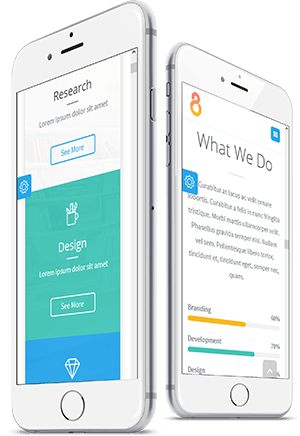 Research
Lorem ipsum dolor sit amet
See More
Design
Lorem ipsum dolor sit amet
See More
8
What We Do
Curabitur at lacus ac velit ornare
lobortis. Curabitur a felis in nunc fringilla
tristique. Morbi mattis ullamcorper velit.
Phasellus gravida semper nisi. Nullam
vel sem. Pellentesque libero tortor,
tincidunt et, tincidunt eget, semper nec,
quam.
Branding
60%
Development
70%
Design